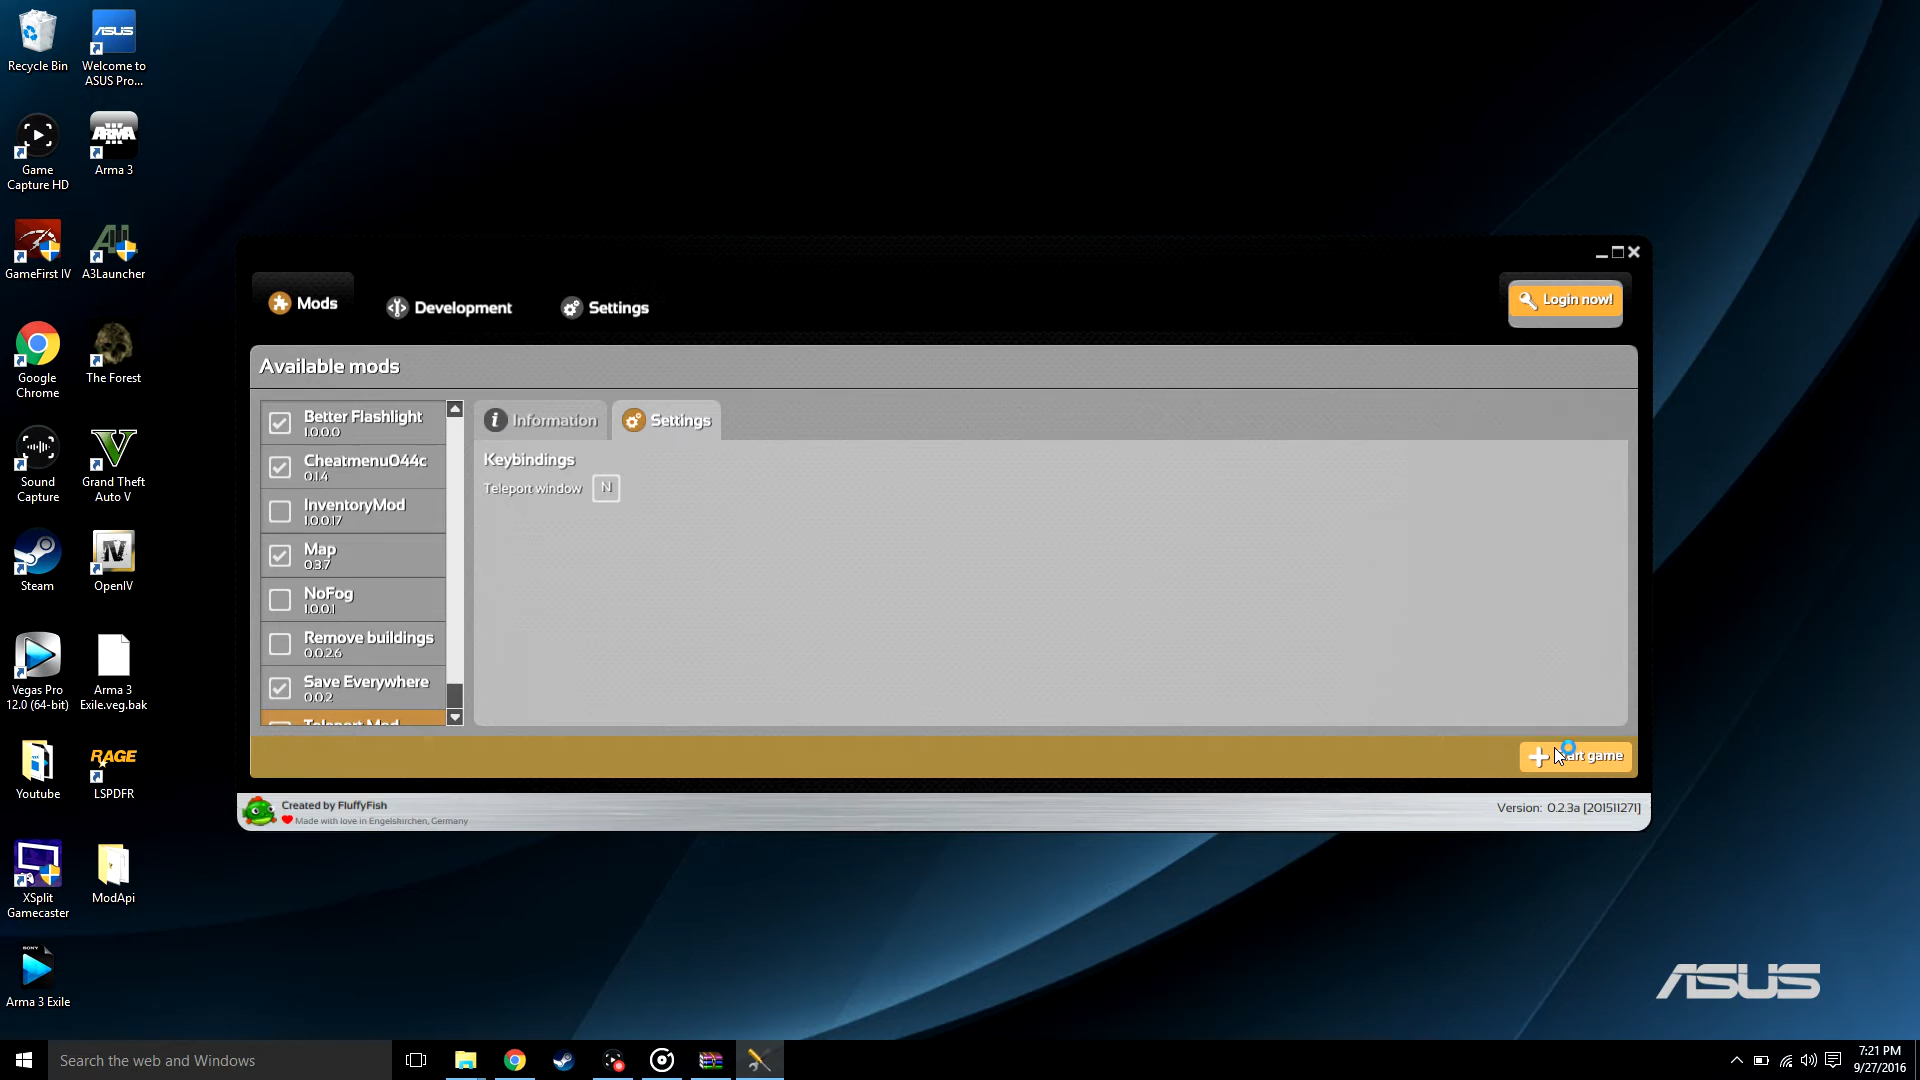 Recycle Bin
ASUS
Welcome to
ASUS Pro...
Game
Capture HD
ARMA
Arma 3
GameFirst IV
A3Launcher
Google
Chrome
The Forest
Sound
Capture
Grand Theft
Auto V
Steam
OpenIV
Vegas Pro
12.0 (64-bit)
Arma 3
Exile.veg.bak
Youtube
RAGE
LSPDFR
XSplit
Gamecaster
ModApi
SONY
Arma 3 Exile
Mods
Development
Settings
Login now!
Available mods
Better Flashlight
1.0.0.0
Cheatmenu044c
0.1.4
InventoryMod
1.0.0.17
Map
0.3.7
NoFog
1.0.0.1
Remove buildings
0.0.2.6
Save Everywhere
0.0.2
Teleport Mod
Information
Settings
Keybindings
Teleport window
N
game
Created by FluffyFish
Made with love in Engelskirchen, Germany
Version: 0.2.3a [201511271]
ASUS
Search the web and Windows
7:21 PM
9/27/2016